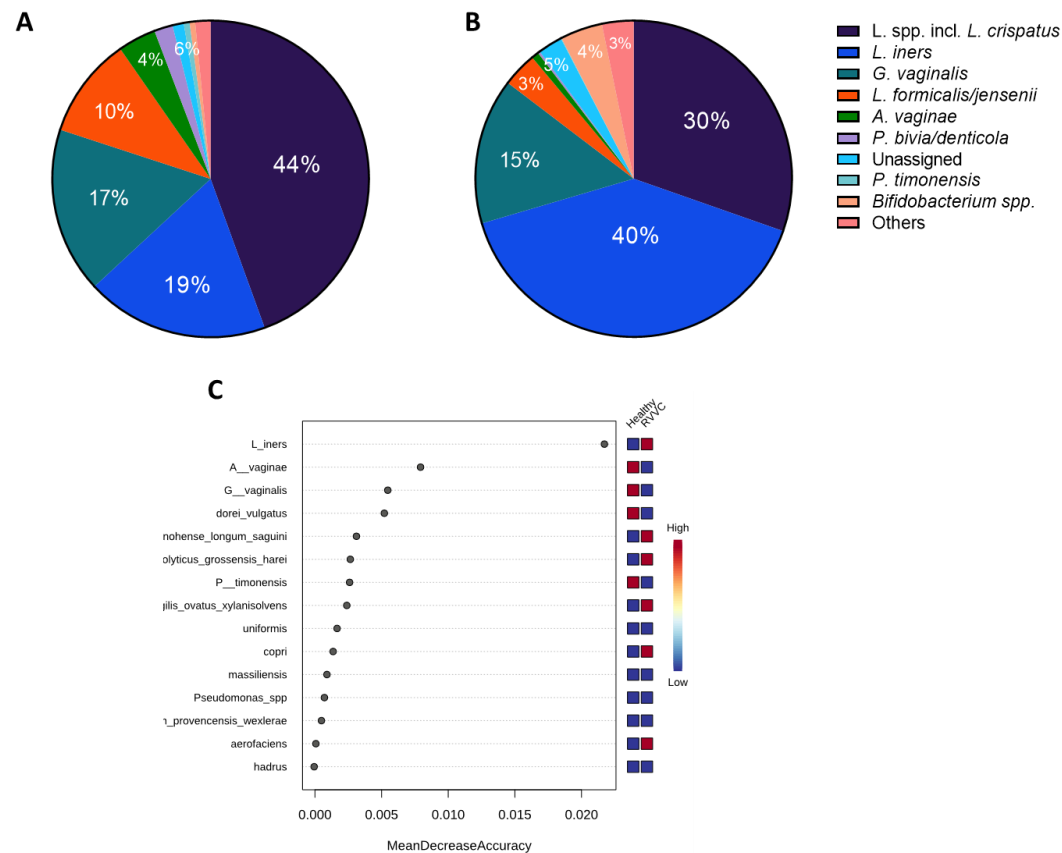 A
B
44%
19%
17%
10%
4%
6%
30%
40%
15%
3%
5%
4%
3%
L. spp. incl. L. crispatus
L. iners
G. vaginalis
L. formicalis/jensenii
A. vaginae
P. bivia/denticola
Unassigned
P. timonensis
Bifidobacterium spp.
Others
C
Healthy
RVVC
L_iners
A__vaginae
G__vaginalis
dorei_vulgatus
nohense_longum_saguini
olyticus_grossensis_harei
P__timonensis
gilis_ovatus_xylanisolvens
uniformis
copri
massiliensis
Pseudomonas_spp
n_provencensis_wexlerae
aerofaciens
hadrus
High
Low
0.000 0.005 0.010 0.015 0.020
MeanDecreaseAccuracy